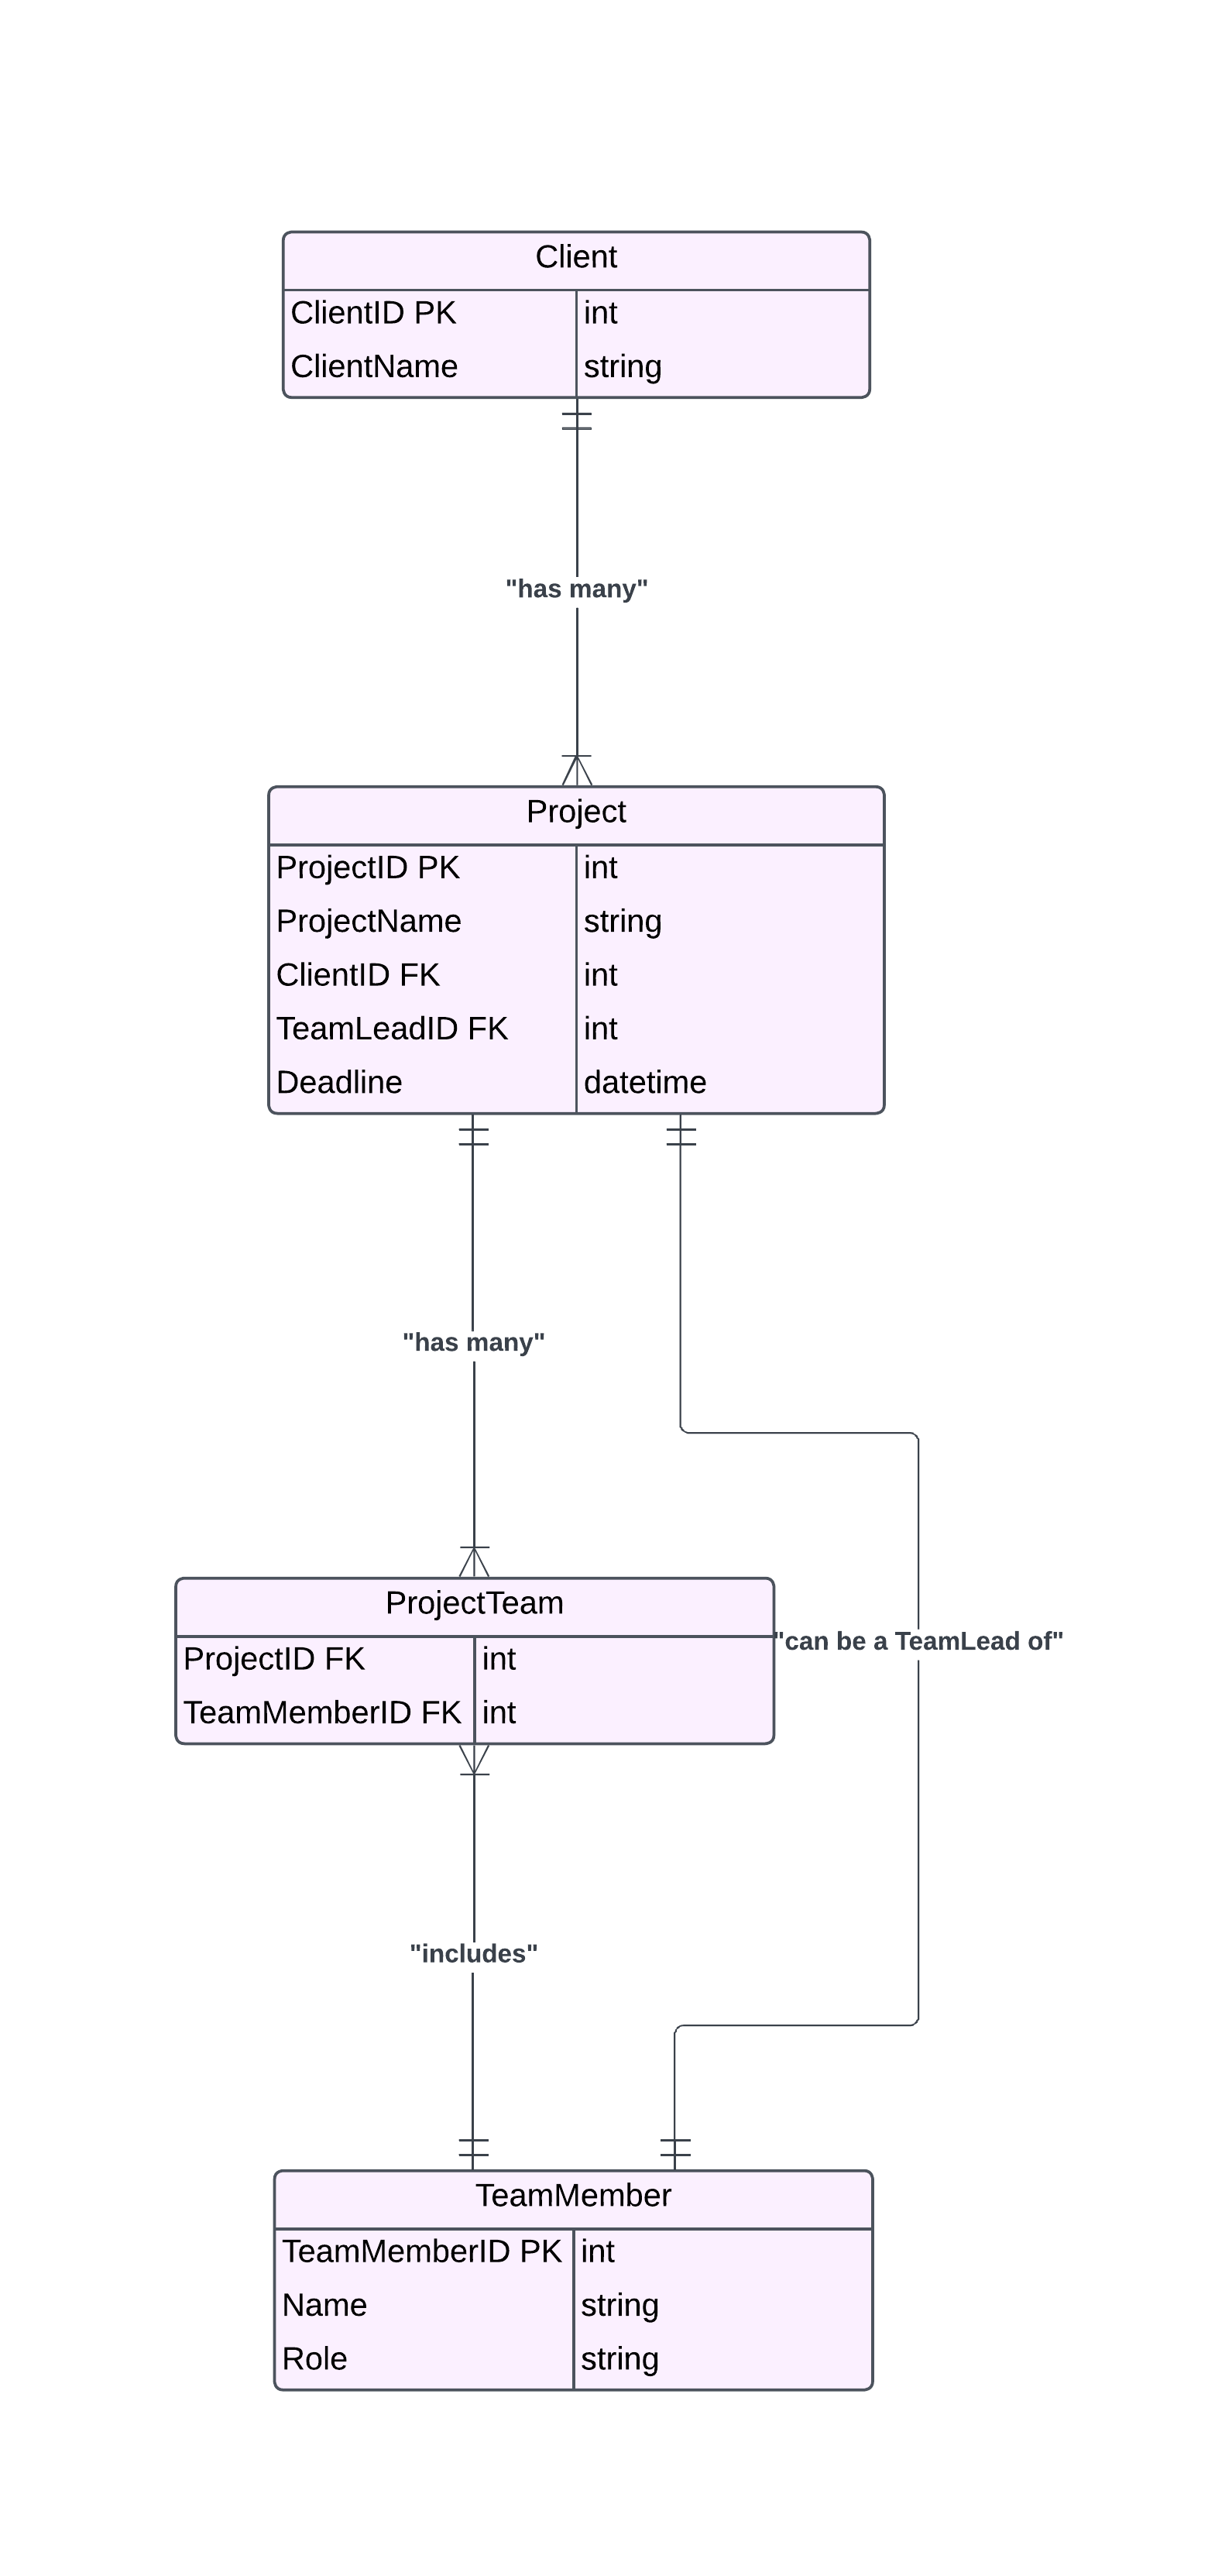 Client
ClientID PK int
ClientName string
"has many"
Project
ProjectID PK int
ProjectName string
ClientID FK int
TeamLeadID FK int
Deadline datetime
"has many"
ProjectTeam
ProjectID FK int
"can be a TeamLead of"
TeamMemberID FK int
"includes"
TeamMember
TeamMemberID PK int
Name string
Role string